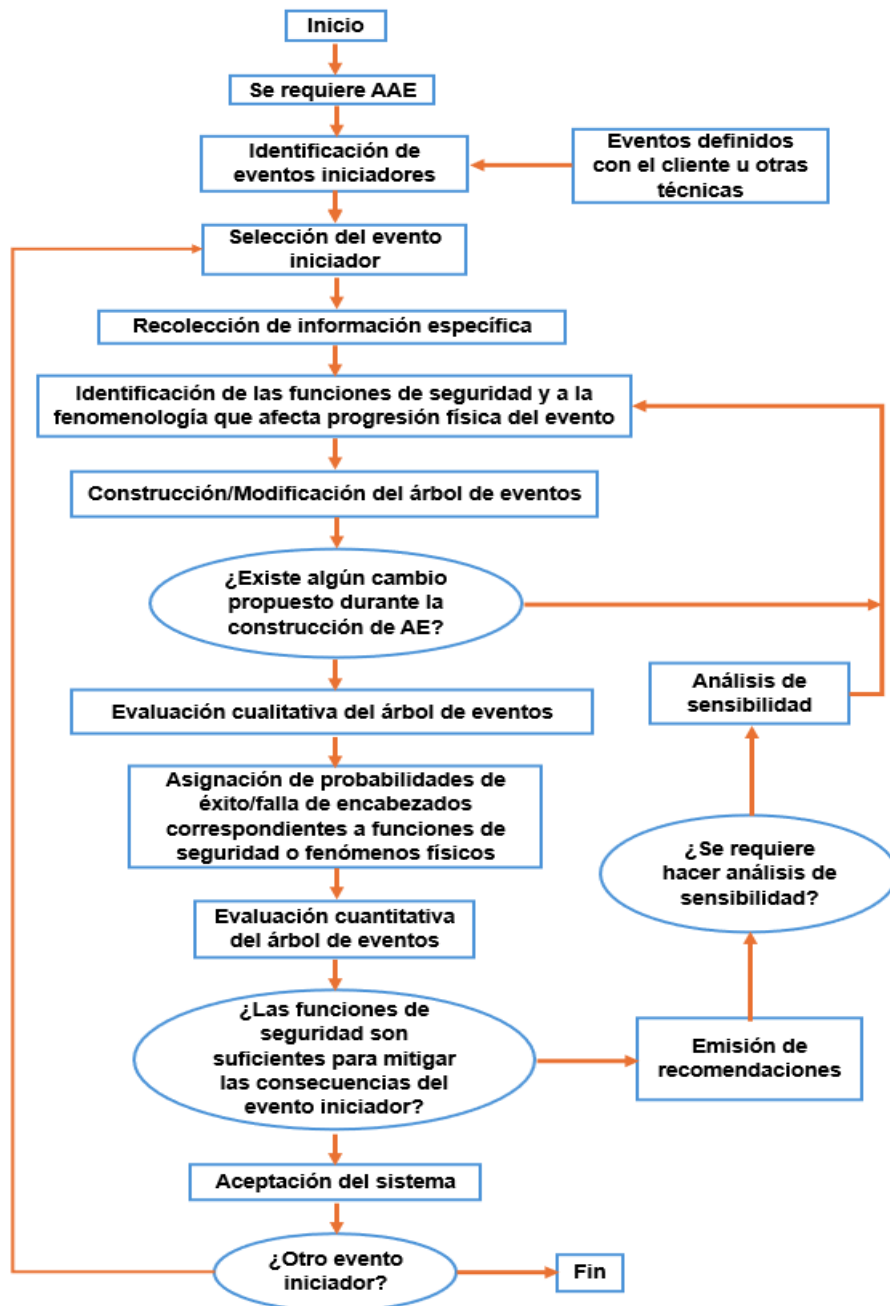 Inicio
Se requiere AAE
Identificación de
eventos iniciadores
Eventos definidos
con el cliente u otras
técnicas
Selección del evento
iniciador
Recolección de información específica
Identificación de las funciones de seguridad y a la
fenomenología que afecta progresión física del evento
Construcción/Modificación del árbol de eventos
¿Existe algún cambio
propuesto durante la
construcción de AE?
Evaluación cualitativa del árbol de eventos
Análisis de
sensibilidad
Asignación de probabilidades de
éxito/falla de encabezados
correspondientes a funciones de
seguridad o fenómenos físicos
¿Se requiere
hacer análisis de
sensibilidad?
Evaluación cuantitativa
del árbol de eventos
¿Las funciones de
seguridad son
suficientes para mitigar
las consecuencias del
evento iniciador?
Emisión de
recomendaciones
Aceptación del sistema
¿Otro evento
iniciador?
Fin